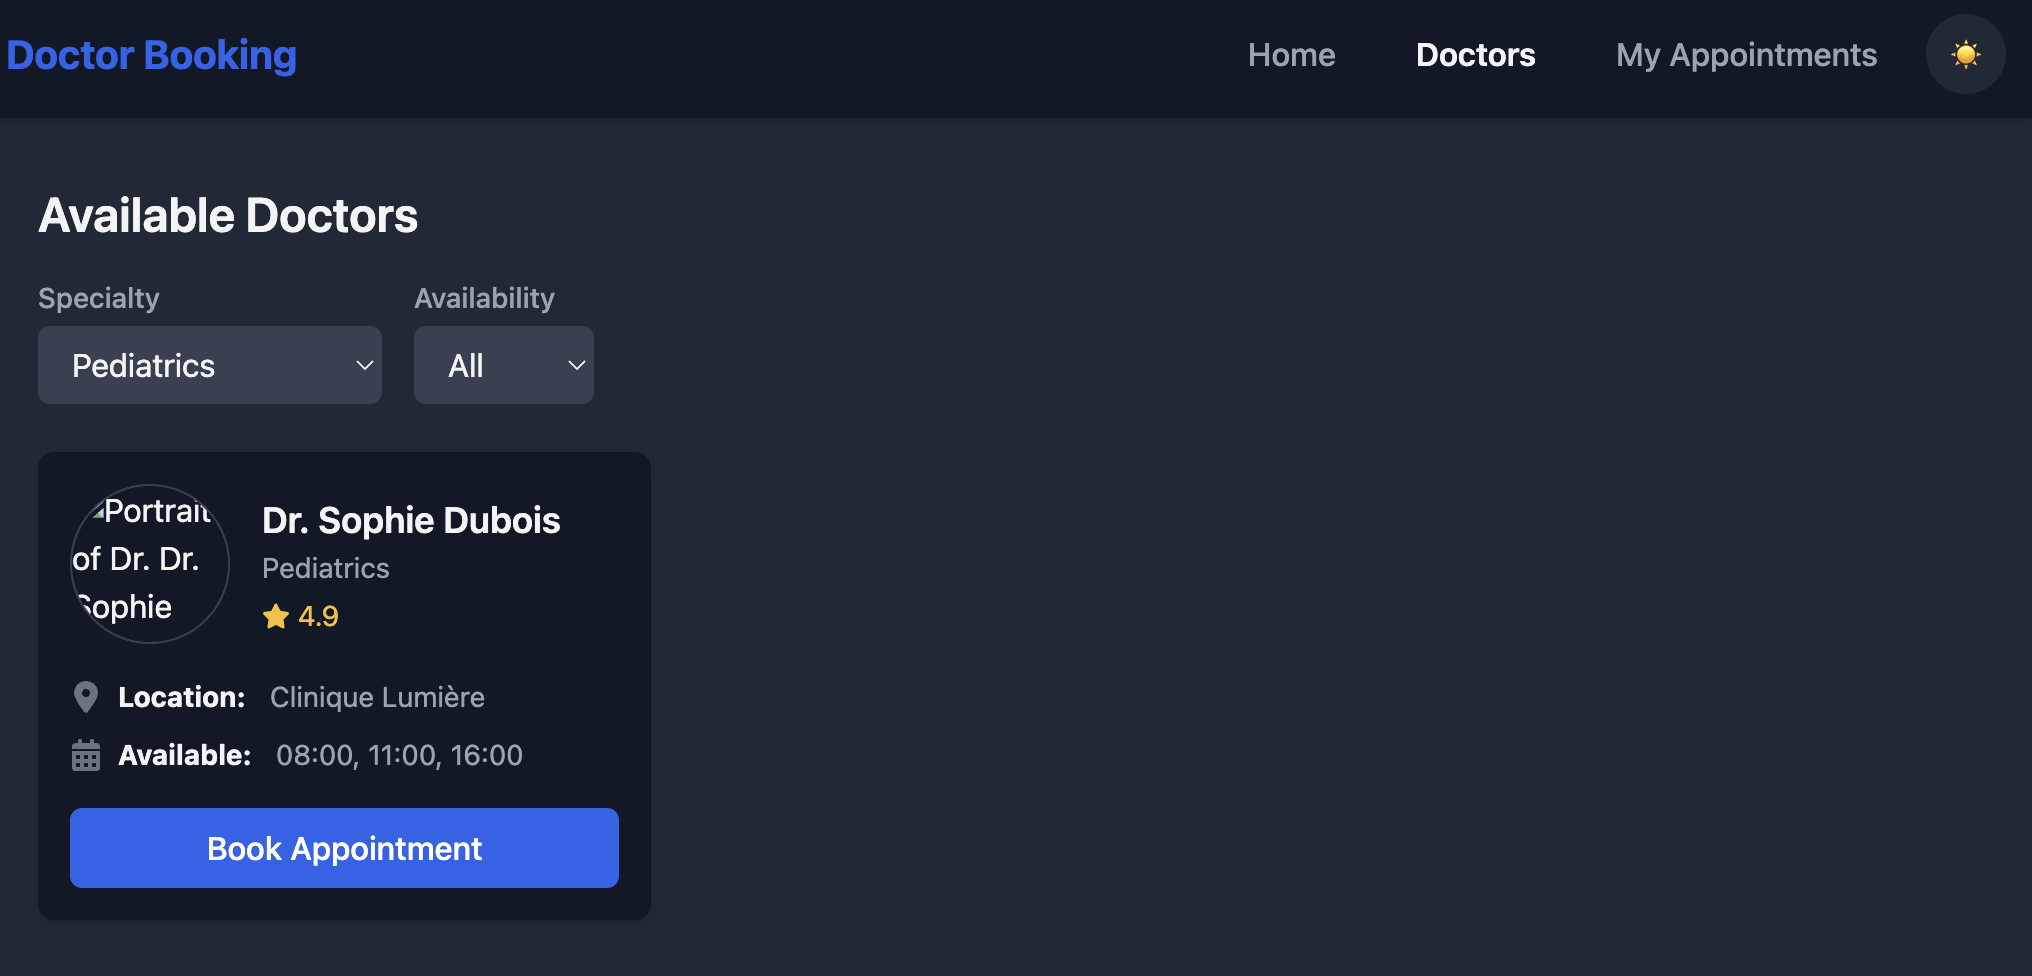 Doctor Booking
Home
Doctors
My Appointments
Available Doctors
Specialty
Availability
Pediatrics
All
Portrait
of Dr. Dr.
Sophie
Dr. Sophie Dubois
Pediatrics
4.9
Location: Clinique Lumière
Available: 08:00, 11:00, 16:00
Book Appointment